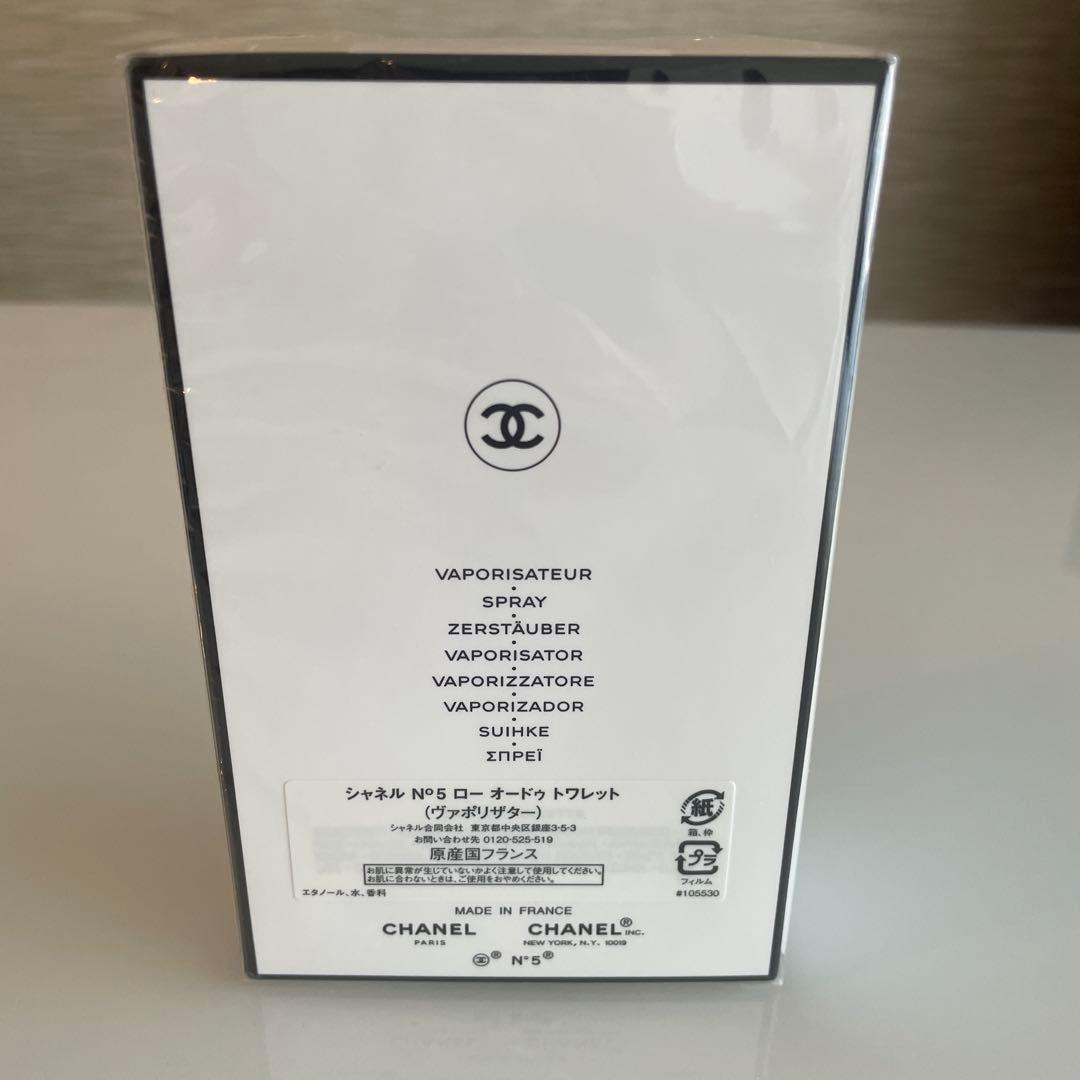 VAPORISATEUR
SPRAY
ZERSTÄUBER
VAPORISATOR
VAPORIZZATORE
VAPORIZADOR
SUIHKE
ΣΠΡΕΪ
シャネル Nº5 ロー オードゥ トワレット
(ヴァポリザター)
シャネル合同会社 東京都中央区銀座3-5-3
お問い合わせ先 0120-525-519
原産国フランス
お肌に異常が生じていないかよく注意して使用してください。
お肌に合わないときは、ご使用をおやめください。
エタノール、水、香料
紙
箱、枠
プラ
フィルム
#105530
MADE IN FRANCE
CHANEL
PARIS
CHANEL® INC.
NEW YORK, N.Y. 10019
® N°5®